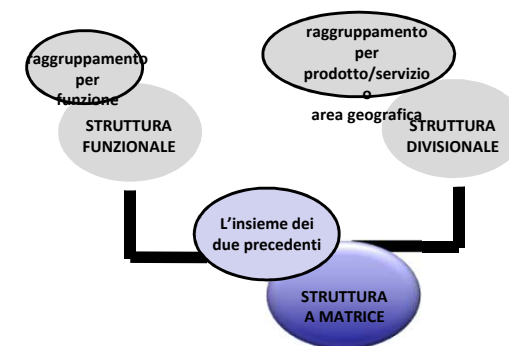 raggruppamento
per
funzione
STRUTTURA
FUNZIONALE
raggruppamento
per
prodotto/servizio
o
area geografica
STRUTTURA
DIVISIONALE
L'insieme dei
due precedenti
STRUTTURA
A MATRICE